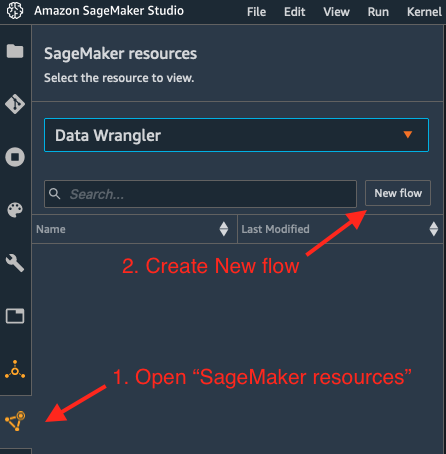 Amazon SageMaker Studio File Edit View Run Kernel
SageMaker resources
Select the resource to view.
Data Wrangler
Search... New flow
Name Last Modified
2. Create New flow
1. Open “SageMaker resources”